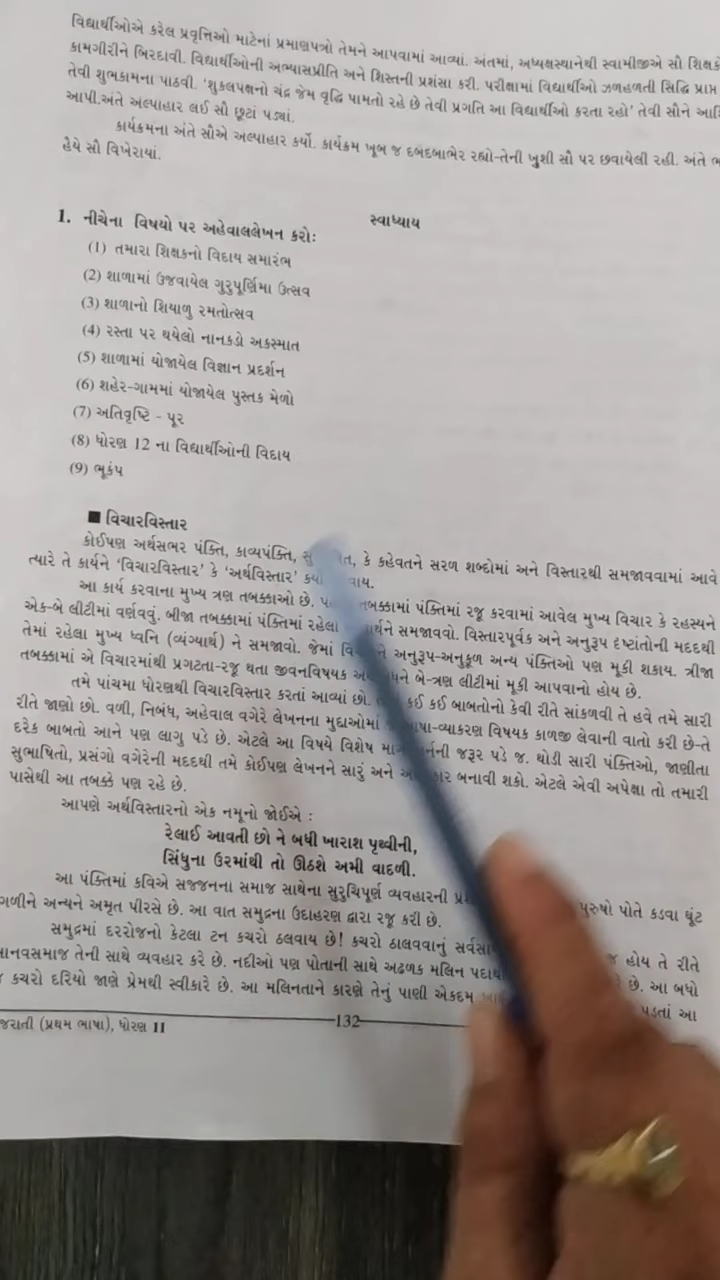 વિદ્યાર્થીઓએ કરેલ પ્રવૃત્તિઓ માટેનાં પ્રમાણપત્રો તેમને આપવામાં આવ્યાં. અંતમાં, અધ્યક્ષસ્થાનેથી સ્વામીજીએ સૌ
કામગીરીને બિરદાવી. વિદ્યાર્થીઓની અભ્યાસપ્રીતિ અને શિસ્તની પ્રશંસા કરી. પરીક્ષામાં વિદ્યાર્થીઓ ઝળહળતી સિદ્ધિ પ્રાપ્ત
તેવી શુભકામના પાઠવી. ‘શુકલપક્ષનો ચંદ્ર જેમ વૃદ્ધિ પામતો રહે છે તેવી પ્રગતિ આ વિદ્યાર્થીઓ કરતા રહો’ તેવી સૌને
આપી.અંતે અલ્પાહાર લઈ સૌ છૂટાં પડ્યાં.
કાર્યક્રમના અંતે સૌએ અલ્પાહાર કર્યો. કાર્યક્રમ ખૂબ જ દબદબાભેર રહ્યો-તેની ખુશી સૌ પર છવાયેલી રહી. અંતે
હૈયે સૌ વિખેરાયાં.
સ્વાધ્યાય
1. નીચેના વિષયો પર અહેવાલલેખન કરોઃ
(1) તમારા શિક્ષકનો વિદાય સમારંભ
(2) શાળામાં ઉજવાયેલ ગુરુપૂર્ણિમા ઉત્સવ
(3) શાળાનો શિયાળુ રમતોત્સવ
(4) રસ્તા પર થયેલો નાનકડો અકસ્માત
(5) શાળામાં યોજાયેલ વિજ્ઞાન પ્રદર્શન
(6) શહેર-ગામમાં યોજાયેલ પુસ્તક મેળો
(7) અતિવૃષ્ટિ - પૂર
(8) ધોરણ 12 ના વિદ્યાર્થીઓની વિદાય
(9) ભૂકંપ
■ વિચારવિસ્તાર
કોઈપણ અર્થસભર પંક્તિ, કાવ્યપંક્તિ, કે કહેવતને સરળ શબ્દોમાં અને વિસ્તારથી સમજાવવામાં આવે
ત્યારે તે કાર્યને ‘વિચારવિસ્તાર’ કે ‘અર્થવિસ્તાર’
આ કાર્ય કરવાના મુખ્ય ત્રણ તબક્કાઓ છે. તબક્કામાં પંક્તિમાં રજૂ કરવામાં આવેલ મુખ્ય વિચાર કે રહસ્યને
એક-બે લીટીમાં વર્ણવવું. બીજા તબક્કામાં પંક્તિમાં રહેલા સમજાવવો. વિસ્તારપૂર્વક અને અનુરૂપ દૃષ્ટાંતોની મદદથી
તેમાં રહેલા મુખ્ય ધ્વનિ (વ્યંગ્યાર્થ) ને સમજાવો. જેમાં અનુરૂપ-અનુકૂળ અન્ય પંક્તિઓ પણ મૂકી શકાય. ત્રીજા
તબક્કામાં એ વિચારમાંથી પ્રગટતા-રજૂ થતા જીવનવિષયક બે-ત્રણ લીટીમાં મૂકી આપવાનો હોય છે.
તમે પાંચમા ધોરણથી વિચારવિસ્તાર કરતાં આવ્યાં છો. કઈ કઈ બાબતોનો કેવી રીતે સાંકળવી તે હવે તમે સારી
રીતે જાણો છો. વળી, નિબંધ, અહેવાલ વગેરે લેખનના મુદ્દાઓમાં વ્યાકરણ વિષયક કાળજી લેવાની વાતો કરી છે-તે
દરેક બાબતો આને પણ લાગુ પડે છે. એટલે આ વિષયે વિશેષ જરૂર પડે જ. થોડી સારી પંક્તિઓ, જાણીતા
સુભાષિતો, પ્રસંગો વગેરેની મદદથી તમે કોઈપણ લેખનને સારું અને બનાવી શકો. એટલે એવી અપેક્ષા તો તમારી
પાસેથી આ તબક્કે પણ રહે છે.
આપણે અર્થવિસ્તારનો એક નમૂનો જોઈએ :
રેલાઈ આવતી છો ને બધી ખારાશ પૃથ્વીની,
સિંધુના ઉરમાંથી તો ઊઠશે અમી વાદળી.
આ પંક્તિમાં કવિએ સજ્જનના સમાજ સાથેના સુરુચિપૂર્ણ વ્યવહારની પુરુષો પોતે કડવા ઘૂંટ
ગળીને અન્યને અમૃત પીરસે છે. આ વાત સમુદ્રના ઉદાહરણ દ્વારા રજૂ કરી છે.
સમુદ્રમાં દરરોજનો કેટલા ટન કચરો ઠલવાય છે! કચરો ઠાલવવાનું હોય તે રીતે
માનવસમાજ તેની સાથે વ્યવહાર કરે છે. નદીઓ પણ પોતાની સાથે અઢળક મલિન છે. આ બધો
જ કચરો દરિયો જાણે પ્રેમથી સ્વીકારે છે. આ મલિનતાને કારણે તેનું પાણી એકદમ પડતાં આ
જરાતી (પ્રથમ ભાષા), ધોરણ 11
132